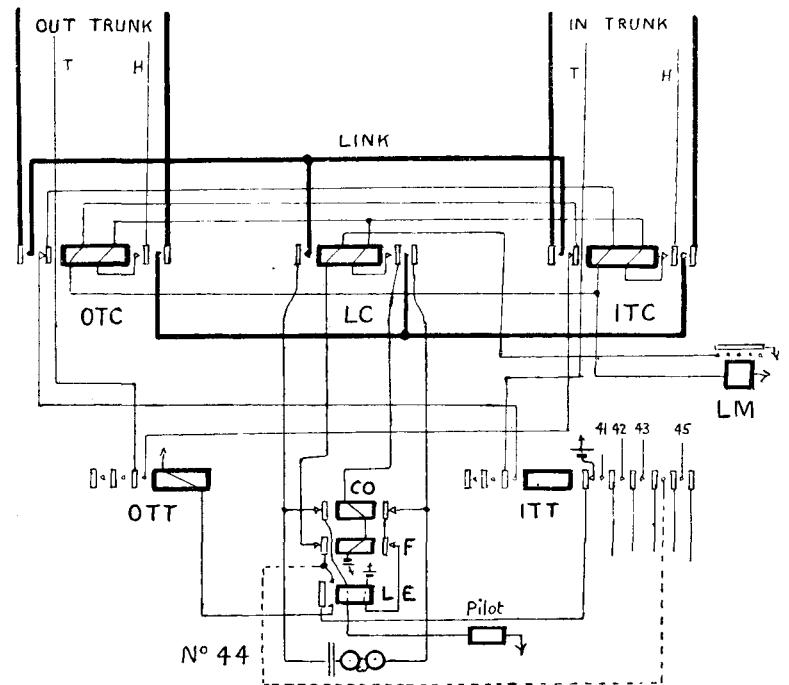 OUT TRUNK
IN TRUNK
T
H
T
H
LINK
OTC
LC
ITC
LM
41 42 43 45
CO
OTT
ITT
F
LE
Pilot
Nº 44